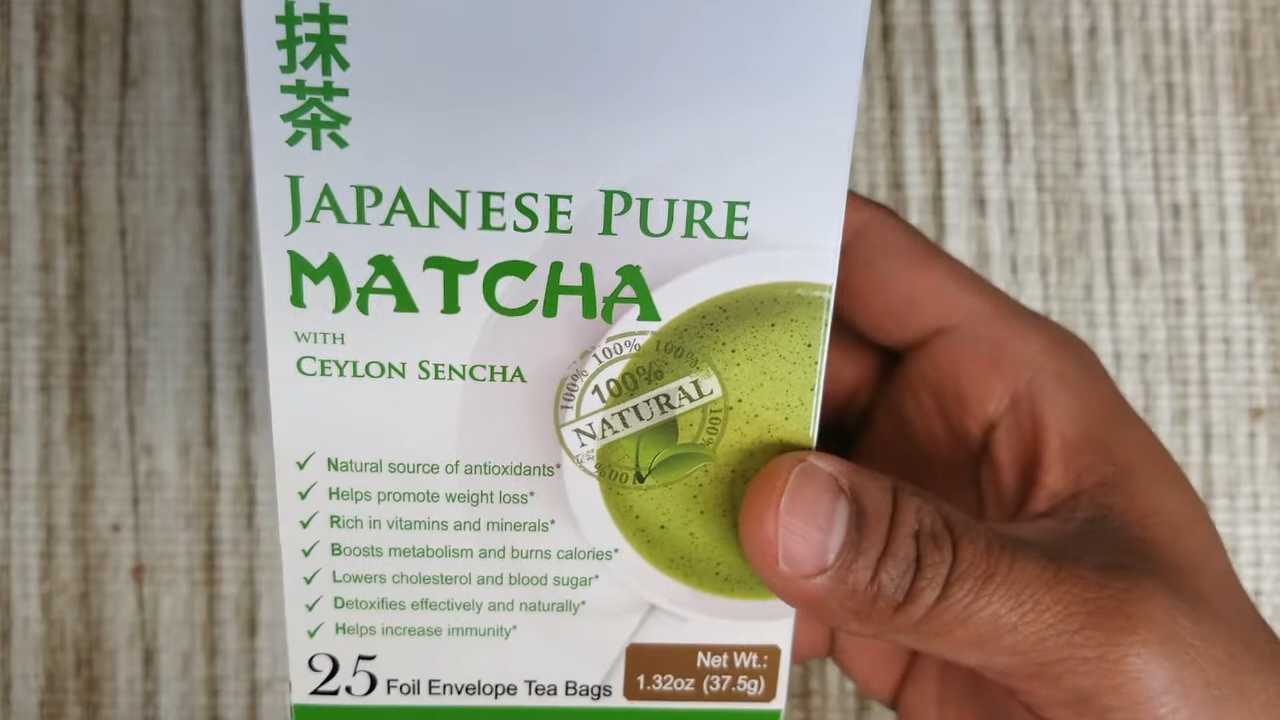 抹
茶
JAPANESE PURE
MATCHA
WITH
CEYLON SENCHA
100% 100% 100%
100%
NATURAL
100%
100%
Natural source of antioxidants*
Helps promote weight loss*
Rich in vitamins and minerals*
Boosts metabolism and burns calories*
Lowers cholesterol and blood sugar*
Detoxifies effectively and naturally*
Helps increase immunity*
25 Foil Envelope Tea Bags
Net Wt.:
1.32oz (37.5g)